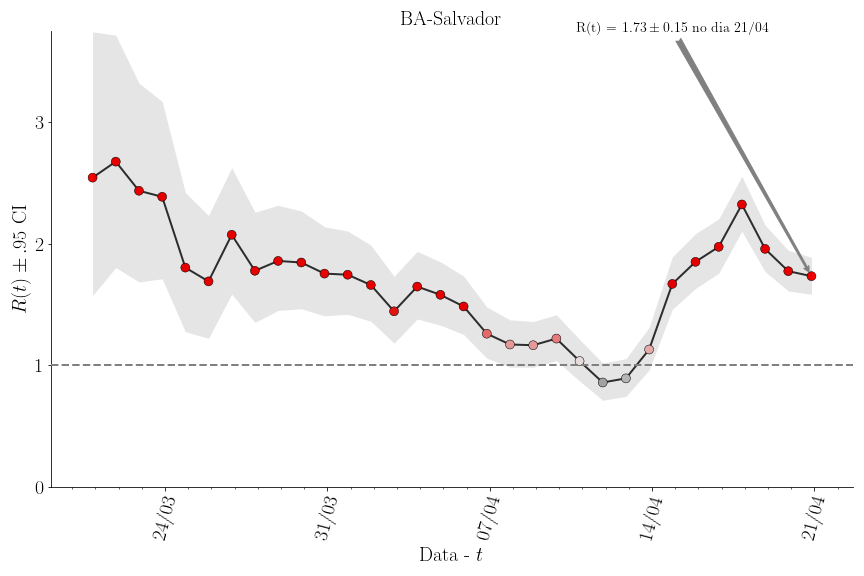 BA-Salvador
R(t) = 1.73 ± 0.15 no dia 21/04
R(t) ± .95 CI
3
2
1
0
24/03
31/03
07/04
14/04
21/04
Data - t